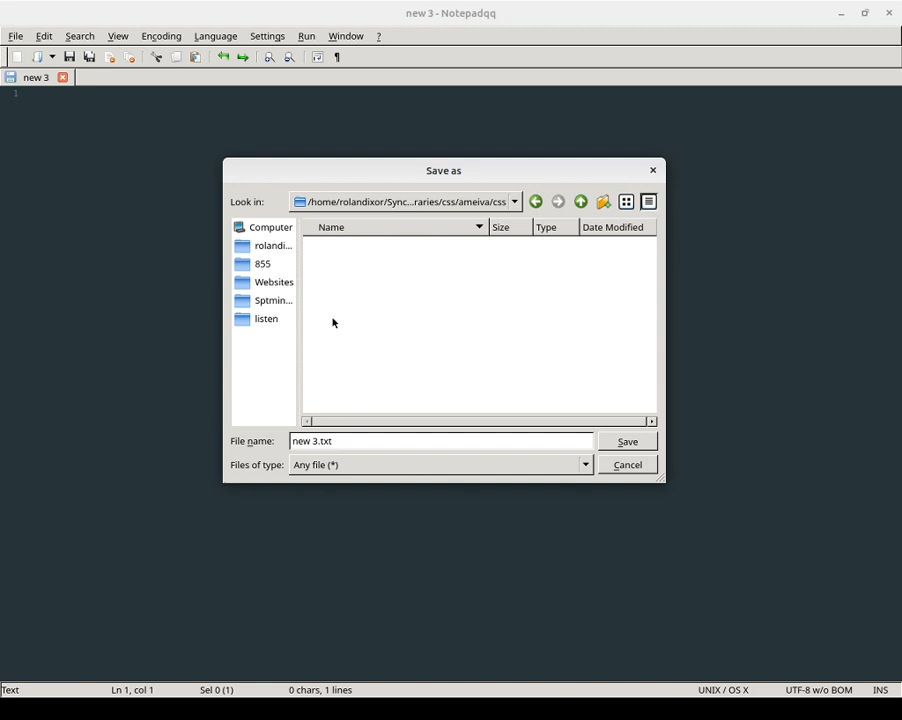 new 3 - Notepadqq
File Edit Search View Encoding Language Settings Run Window ?
new 3
1
Save as
Look in: /home/rolandixor/Sync...raries/css/ameiva/css
Computer
rolandi...
855
Websites
Sptmin...
listen
Name Size Type Date Modified
File name: new 3.txt Save
Files of type: Any file (*) Cancel
Text Ln 1, col 1 Sel 0 (1) 0 chars, 1 lines UNIX / OS X UTF-8 w/o BOM INS